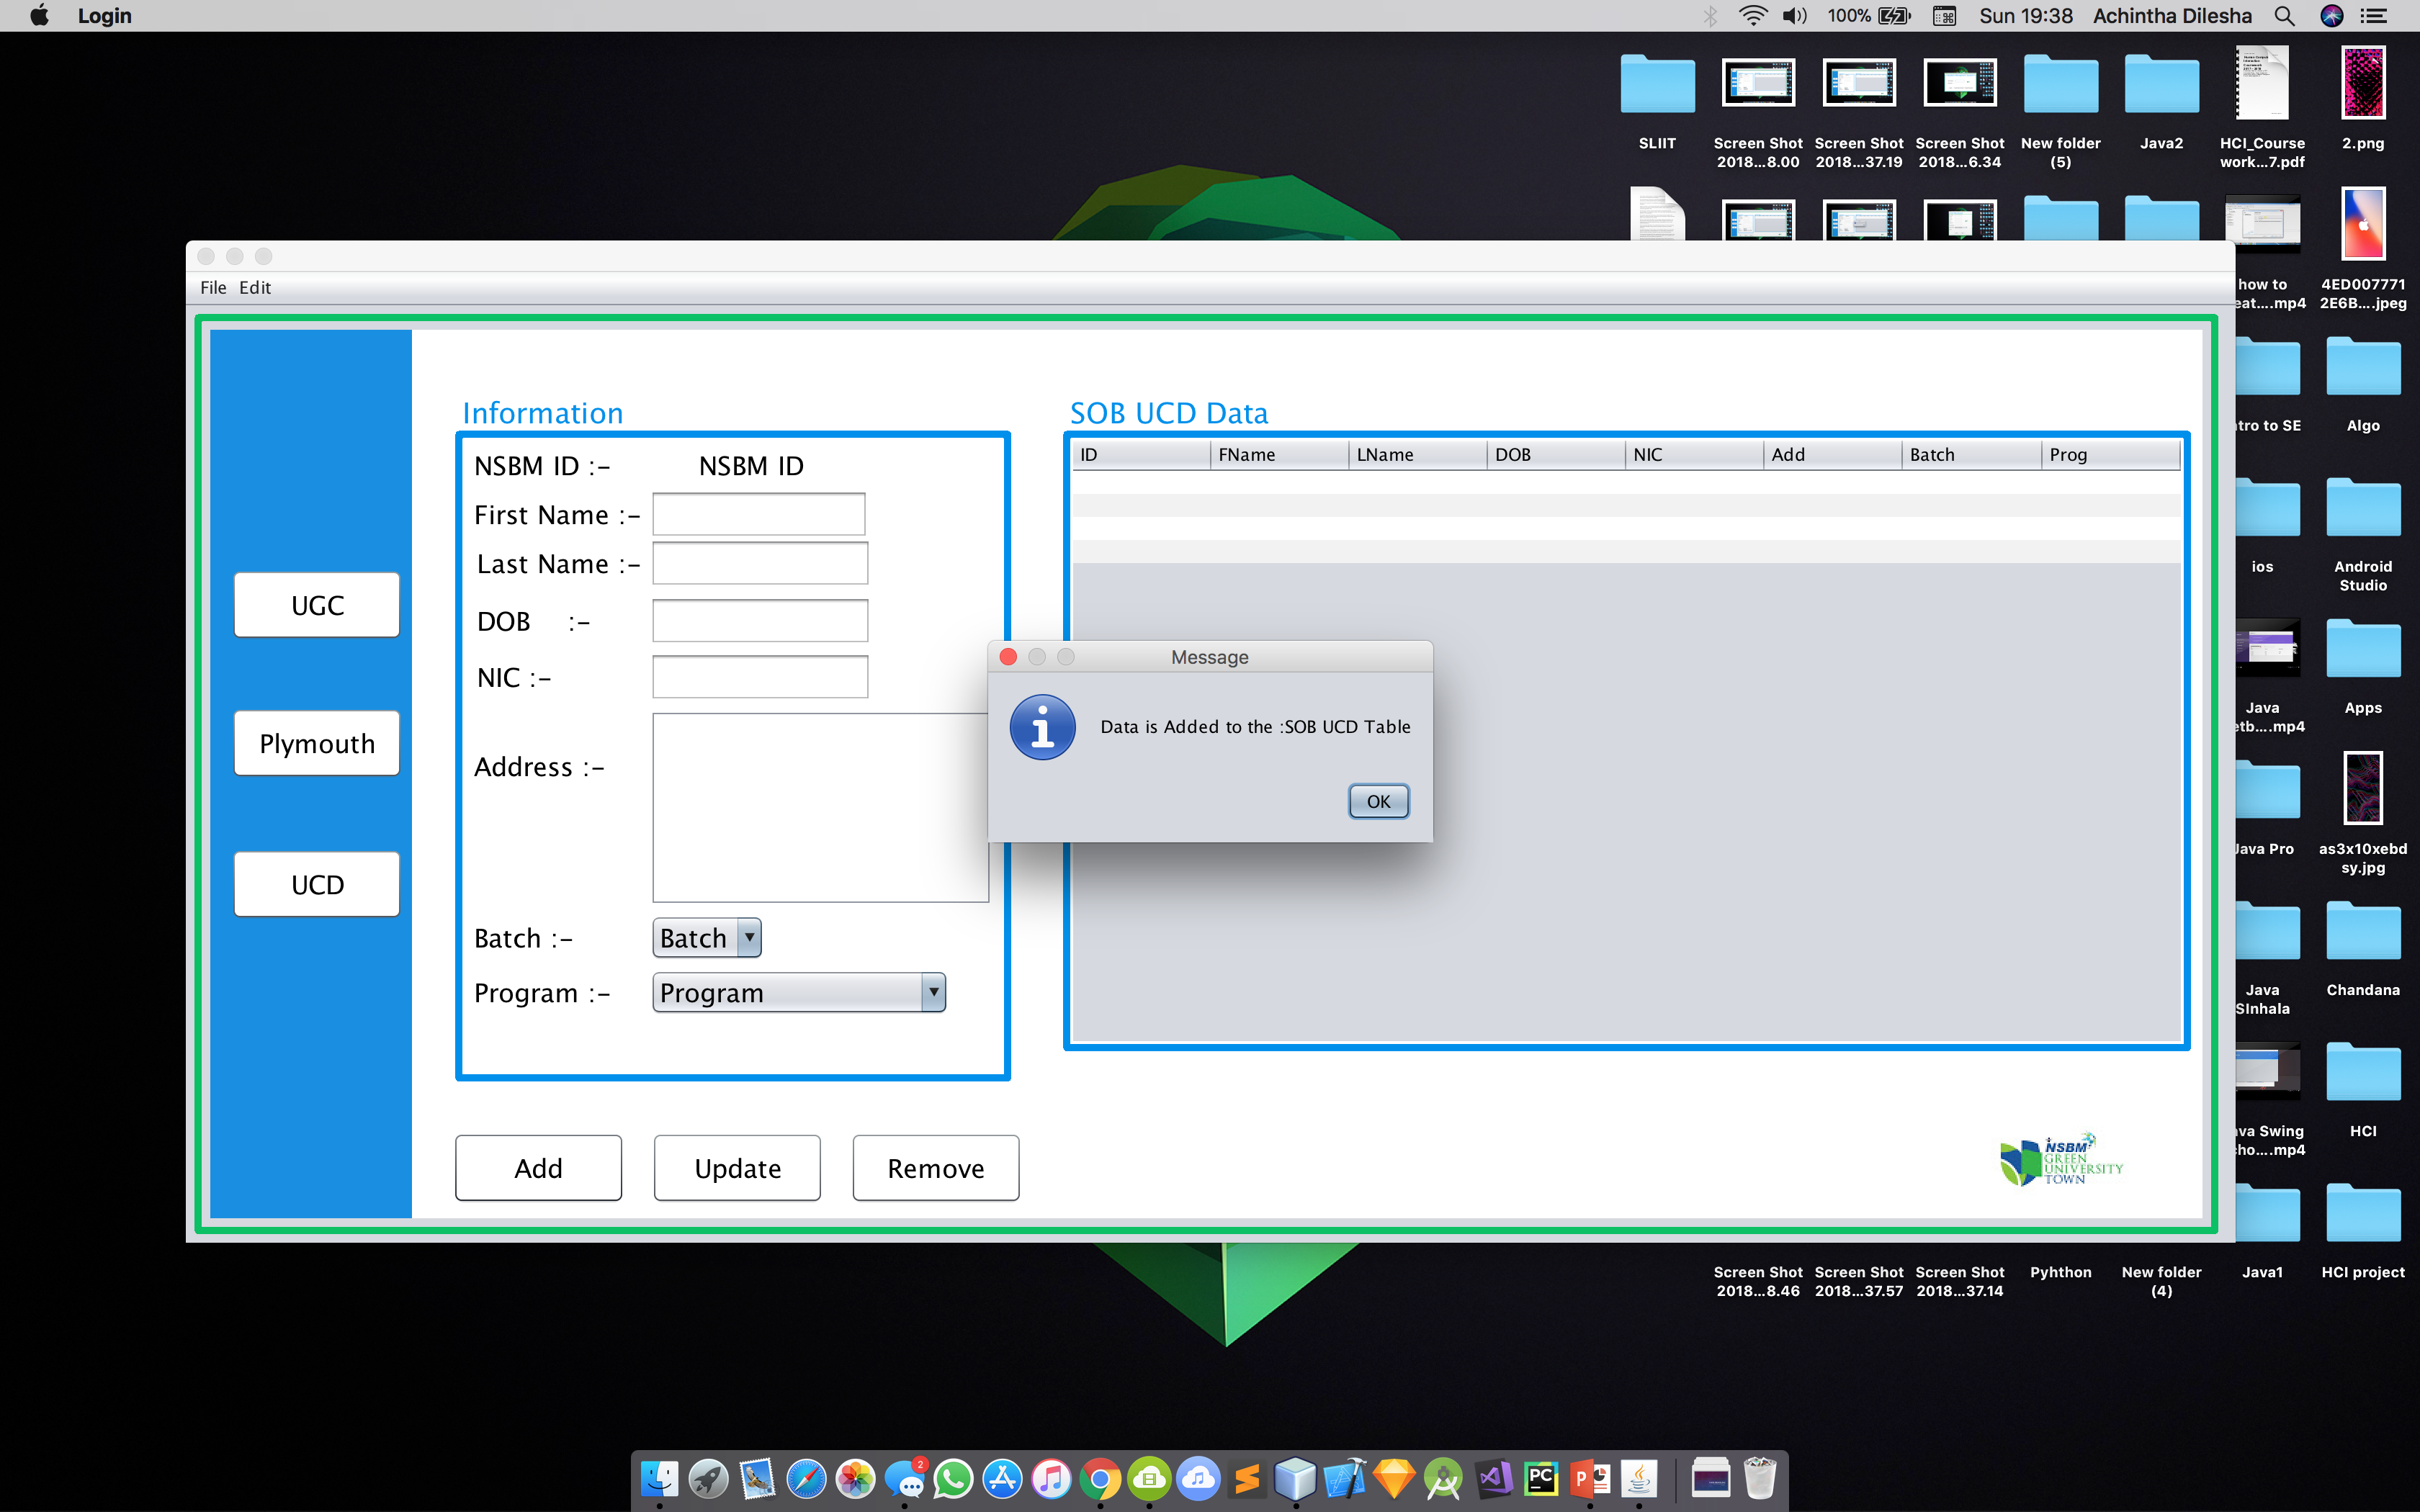 Login
100%
Sun 19:38
Achintha Dilesha
SLIIT
Screen Shot
2018...8.00
Screen Shot
2018...37.19
Screen Shot
2018...6.34
New folder
(5)
Java2
HCI_Course
work...7.pdf
2.png
how to
eat....mp4
4ED007771
2E6B....jpeg
File Edit
Information
SOB UCD Data
NSBM ID :-
NSBM ID
First Name :-
Last Name :-
DOB :-
NIC :-
Address :-
Batch :-
Batch
Program :-
Program
ID
FName
LName
DOB
NIC
Add
Batch
Prog
UGC
Plymouth
UCD
Message
Data is Added to the :SOB UCD Table
OK
Add
Update
Remove
NSBM
GREEN
UNIVERSITY
TOWN
tro to SE
Algo
ios
Android
Studio
Java
etb....mp4
Apps
Java Pro
as3x10xebd
sy.jpg
Java
SInhala
Chandana
va Swing
ho....mp4
HCI
Screen Shot
2018...8.46
Screen Shot
2018...37.57
Screen Shot
2018...37.14
Pyhthon
New folder
(4)
Java1
HCI project
2
PC
P